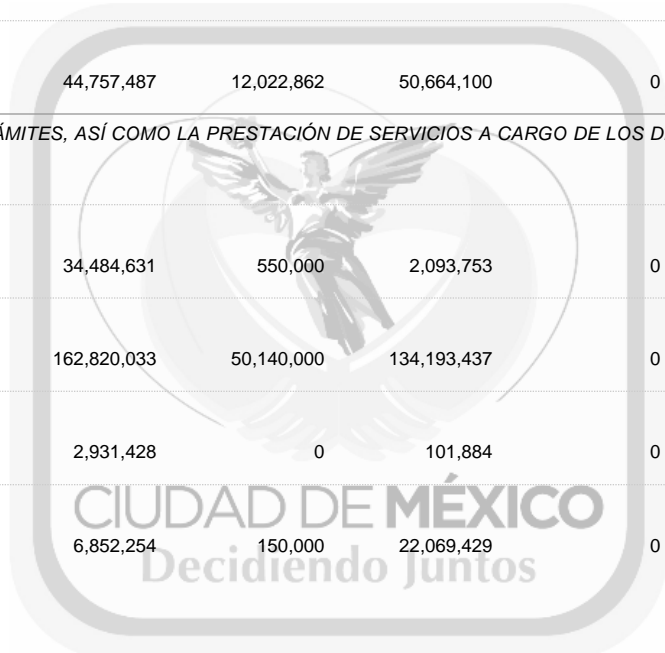 44,757,487 12,022,862 50,664,100 0
ÁMITES, ASÍ COMO LA PRESTACIÓN DE SERVICIOS A CARGO DE LOS D
34,484,631 550,000 2,093,753 0
162,820,033 50,140,000 134,193,437 0
2,931,428 0 101,884 0
CIUDAD DE MÉXICO
6,852,254 150,000 22,069,429 0
Decidiendo Juntos